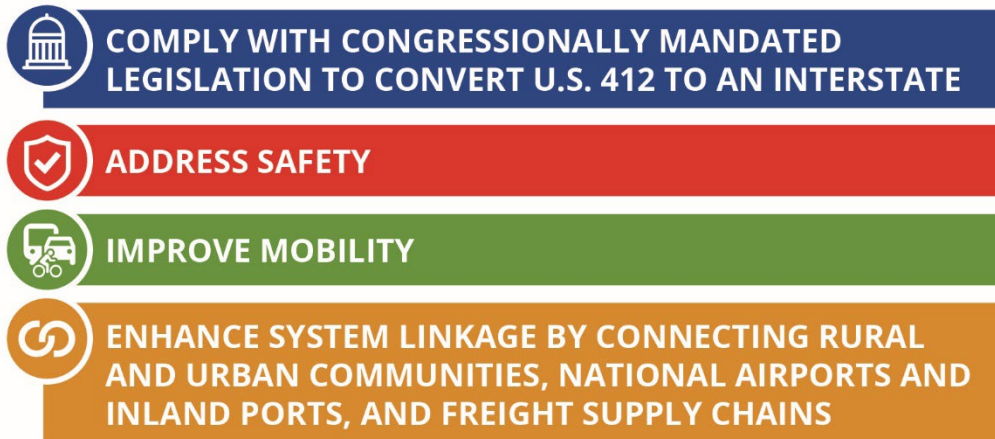 COMPLY WITH CONGRESSIONALLY MANDATED
LEGISLATION TO CONVERT U.S. 412 TO AN INTERSTATE
ADDRESS SAFETY
IMPROVE MOBILITY
ENHANCE SYSTEM LINKAGE BY CONNECTING RURAL
AND URBAN COMMUNITIES, NATIONAL AIRPORTS AND
INLAND PORTS, AND FREIGHT SUPPLY CHAINS